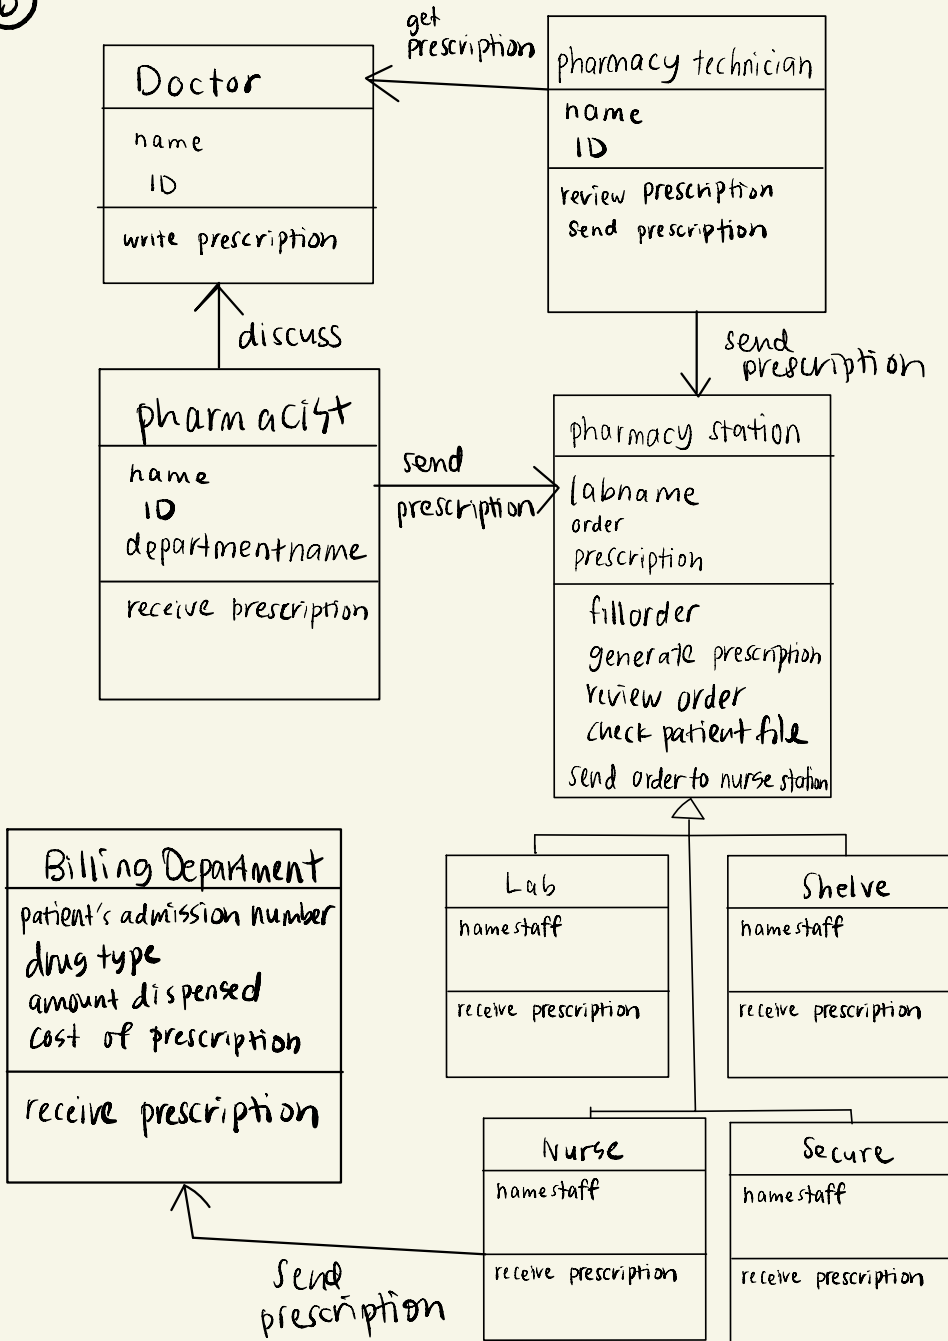 b
get
prescription
Doctor
name
ID
write prescription
pharmacy technician
name
ID
review prescription
send prescription
discuss
send
prescription
pharmacist
name
ID
departmentname
receive prescription
send
prescription
pharmacy station
labname
order
prescription
fillorder
generate prescription
review order
check patient file
send order to nurse station
Billing Department
patient's admission number
drug type
amount dispensed
cost of prescription
receive prescription
Lab
namestaff
receive prescription
Shelve
namestaff
receive prescription
Nurse
namestaff
receive prescription
Secure
namestaff
receive prescription
send
prescription